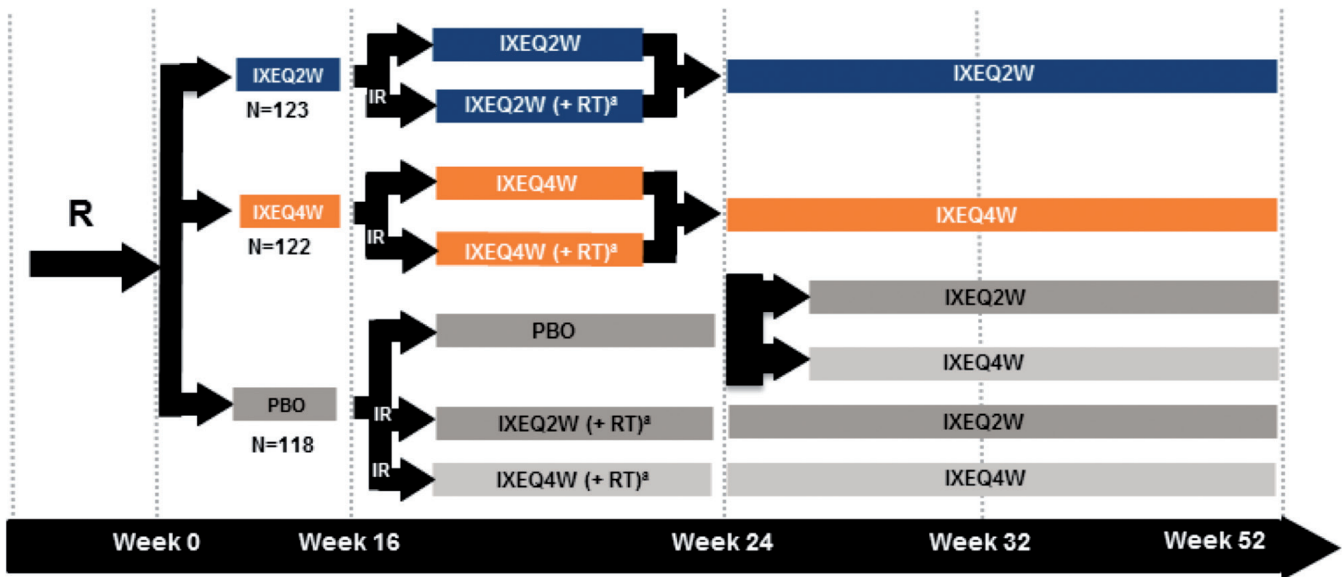 R
IXEQ2W
N=123
IXEQ4W
N=122
PBO
N=118
IR
IR
IR
IR
IXEQ2W
IXEQ2W (+ RT)ª
IXEQ4W
IXEQ4W (+ RT)ª
PBO
IXEQ2W (+ RT)ª
IXEQ4W (+ RT)ª
IXEQ2W
IXEQ4W
IXEQ2W
IXEQ4W
IXEQ2W
IXEQ4W
Week 0 Week 16 Week 24 Week 32 Week 52